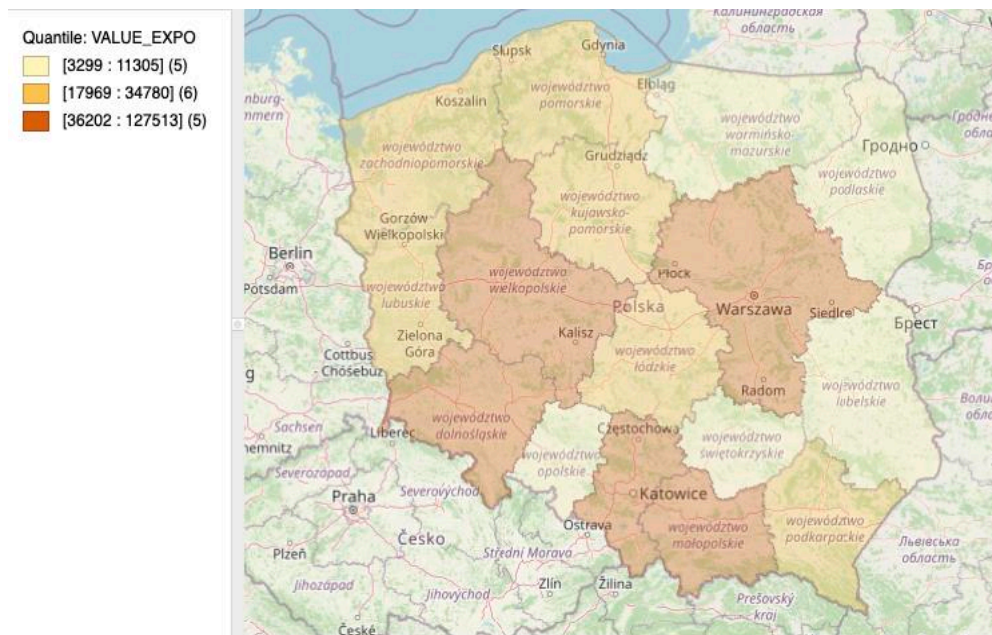 Quantile: VALUE_EXPO
[3299 : 11305] (5)
[17969 : 34780] (6)
[36202 : 127513] (5)
Калининградская
область
Słupsk
Gdynia
Elbląg
Koszalin
województwo
pomorskie
województwo
warmińsko-
mazurskie
województwo
zachodniopomorskie
Grudziądz
Гродно
województwo
podlaskie
województwo
kujawsko-
pomorskie
Gorzów
Wielkopolski
Berlin
Potsdam
województwo
lubuskie
województwo
wielkopolskie
Płock
Warszawa
Siedlce
Polska
Брест
Zielona
Góra
Kalisz
Cottbus
- Chóśebuz
województwo
łódzkie
Radom
województwo
lubelskie
Sachsen
województwo
dolnośląskie
Liberec
Częstochowa
województwo
opolskie
województwo
świętokrzyskie
Severozápad
Severovýchod
Praha
Katowice
Ostrava
województwo
małopolskie
województwo
podkarpackie
Česko
Plzeň
Střední Morava
Львівська
область
Jihozápad
Jihovýchod
Zlín
Žilina
Prešovský
kraj
České